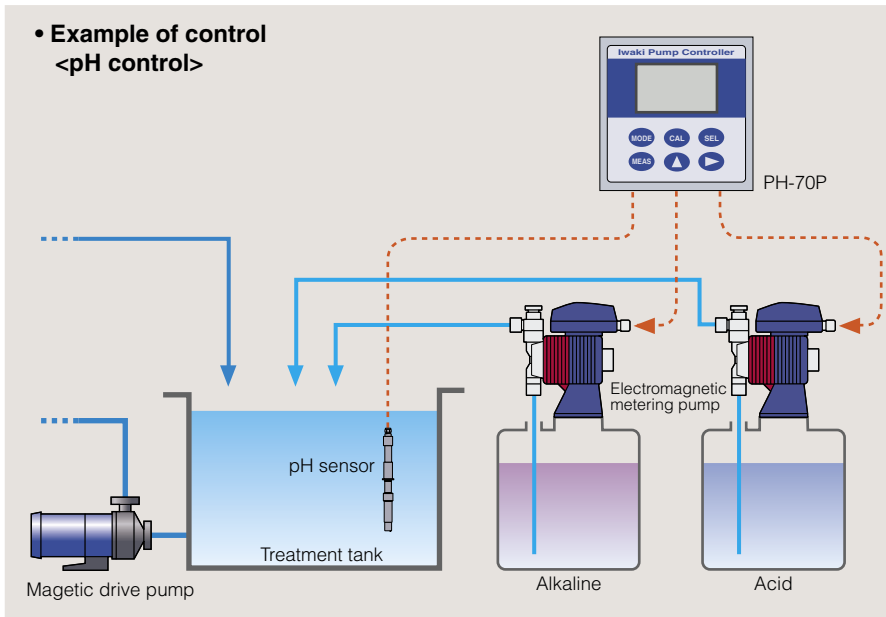 • Example of control
<pH control>
Iwaki Pump Controller
MODE CAL SEL
MEAS
PH-70P
Electromagnetic
metering pump
pH sensor
Treatment tank
Magetic drive pump
Alkaline
Acid